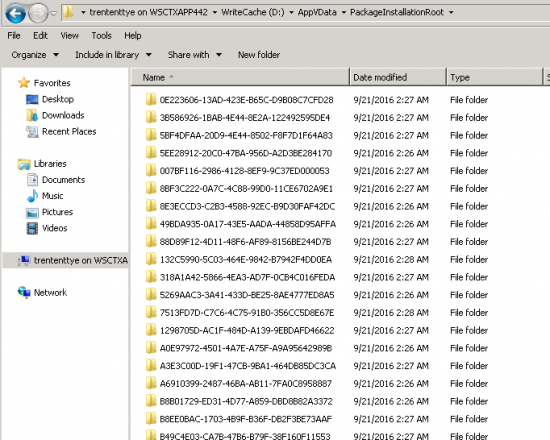 trententtye on WSCTXAPP442 ▸ WriteCache (D:) ▸ AppVData ▸ PackageInstallationRoot ▸
File Edit View Tools Help
Organize ▾ Include in library ▾ Share with ▾ New folder
Favorites
Desktop
Downloads
Recent Places
Libraries
Documents
Music
Pictures
Videos
trententtye on WSCTXA
Network
Name Date modified Type S
0E223606-13AD-423E-B65C-D9B08C7CFD28 9/21/2016 2:27 AM File folder
3B586926-1BAB-4E44-8E2A-122492595DE4 9/21/2016 2:27 AM File folder
5BF4DFAA-20D9-4E44-8502-F8F7D1F64A83 9/21/2016 2:27 AM File folder
5EE28912-20C0-47BA-956D-A2D3BE284170 9/21/2016 2:26 AM File folder
007BF116-2986-4128-8EF9-9C37ED000053 9/21/2016 2:27 AM File folder
8BF3C222-0A7C-4C88-99D0-11CE6702A9E1 9/21/2016 2:27 AM File folder
8E3ECCD3-C2B3-4588-92EC-B9D30FAF42DC 9/21/2016 2:26 AM File folder
49BDA935-0A17-43E5-AADA-44858D95AFFA 9/21/2016 2:26 AM File folder
88D89F12-4D11-48F6-AF89-8156BE244D7B 9/21/2016 2:27 AM File folder
132C5990-5C03-464E-9842-B7942F4DD0EA 9/21/2016 2:28 AM File folder
318A1A42-5866-4EA3-AD7F-0CB4C016FEDA 9/21/2016 2:27 AM File folder
5269AAC3-3A41-433D-BE25-8AE4777ED8A5 9/21/2016 2:26 AM File folder
7513FD7D-C7C6-4C75-91B0-356CC5D8E67E 9/21/2016 2:28 AM File folder
1298705D-AC1F-484D-A139-9EBDAFD46622 9/21/2016 2:27 AM File folder
A0E97972-4501-4A7E-A75F-A9A95642989B 9/21/2016 2:26 AM File folder
A3E3C00D-19F1-47CB-9BA1-464DB85DC3CA 9/21/2016 2:27 AM File folder
A6910399-2487-46BA-AB11-7FA0C8958887 9/21/2016 2:26 AM File folder
B8B01729-ED31-4D77-A859-DBD8B82A3372 9/21/2016 2:26 AM File folder
B8EE0BAC-1703-4B9F-B36F-DB2F3BE73AAF 9/21/2016 2:27 AM File folder
B49C4E03-CA7B-47B6-B79F-38F160F11553 9/21/2016 2:27 AM File folder